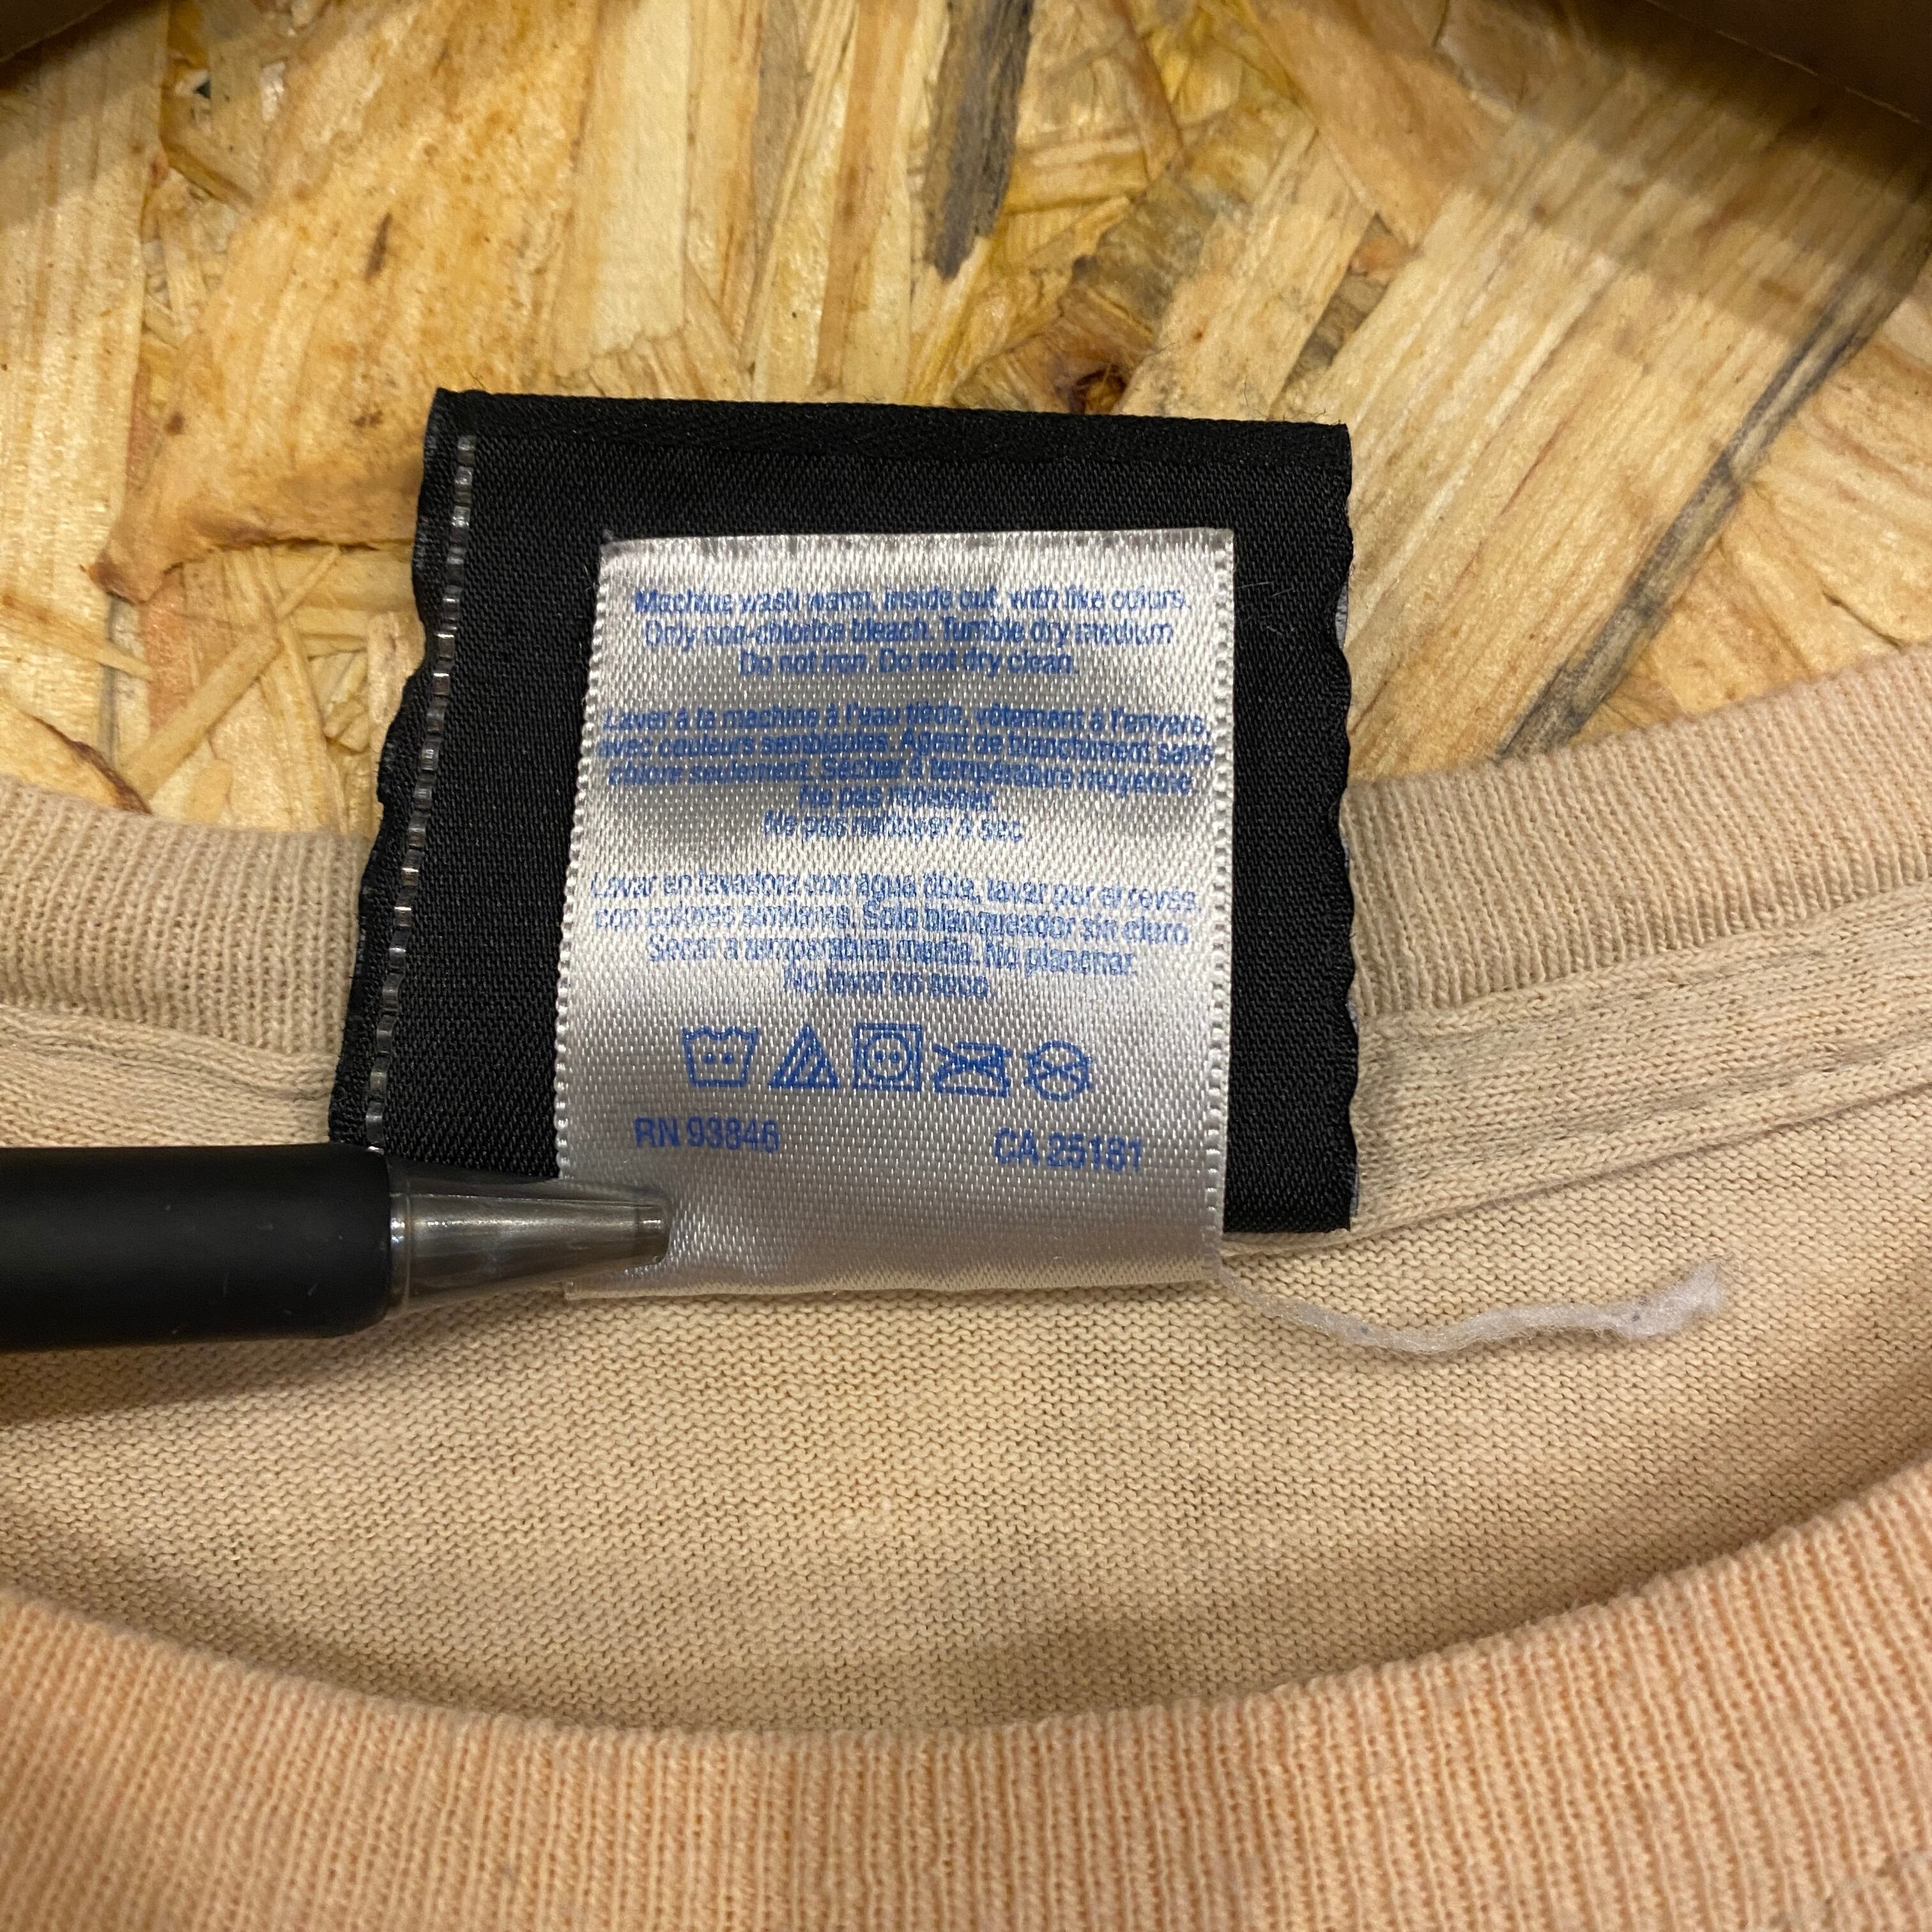 Machine wash warm, inside out, with like colors.
Only non-chlorine bleach. Tumble dry medium
Do not iron. Do not dry clean.
Laver à la machine à l'eau tiède, vêtement à l'envers,
avec couleurs semblables. Agent de blanchiment sans
chlore seulement. Sécher à température moyenne
Ne pas repasser.
Ne pas nettoyer à sec
Lavar en lavadora con agua tibia, lavar por el revés,
con colores similares. Solo blanqueador sin cloro
Secar a temperatura media. No planchar.
No lavar en seco.
RN 93846 CA 25181